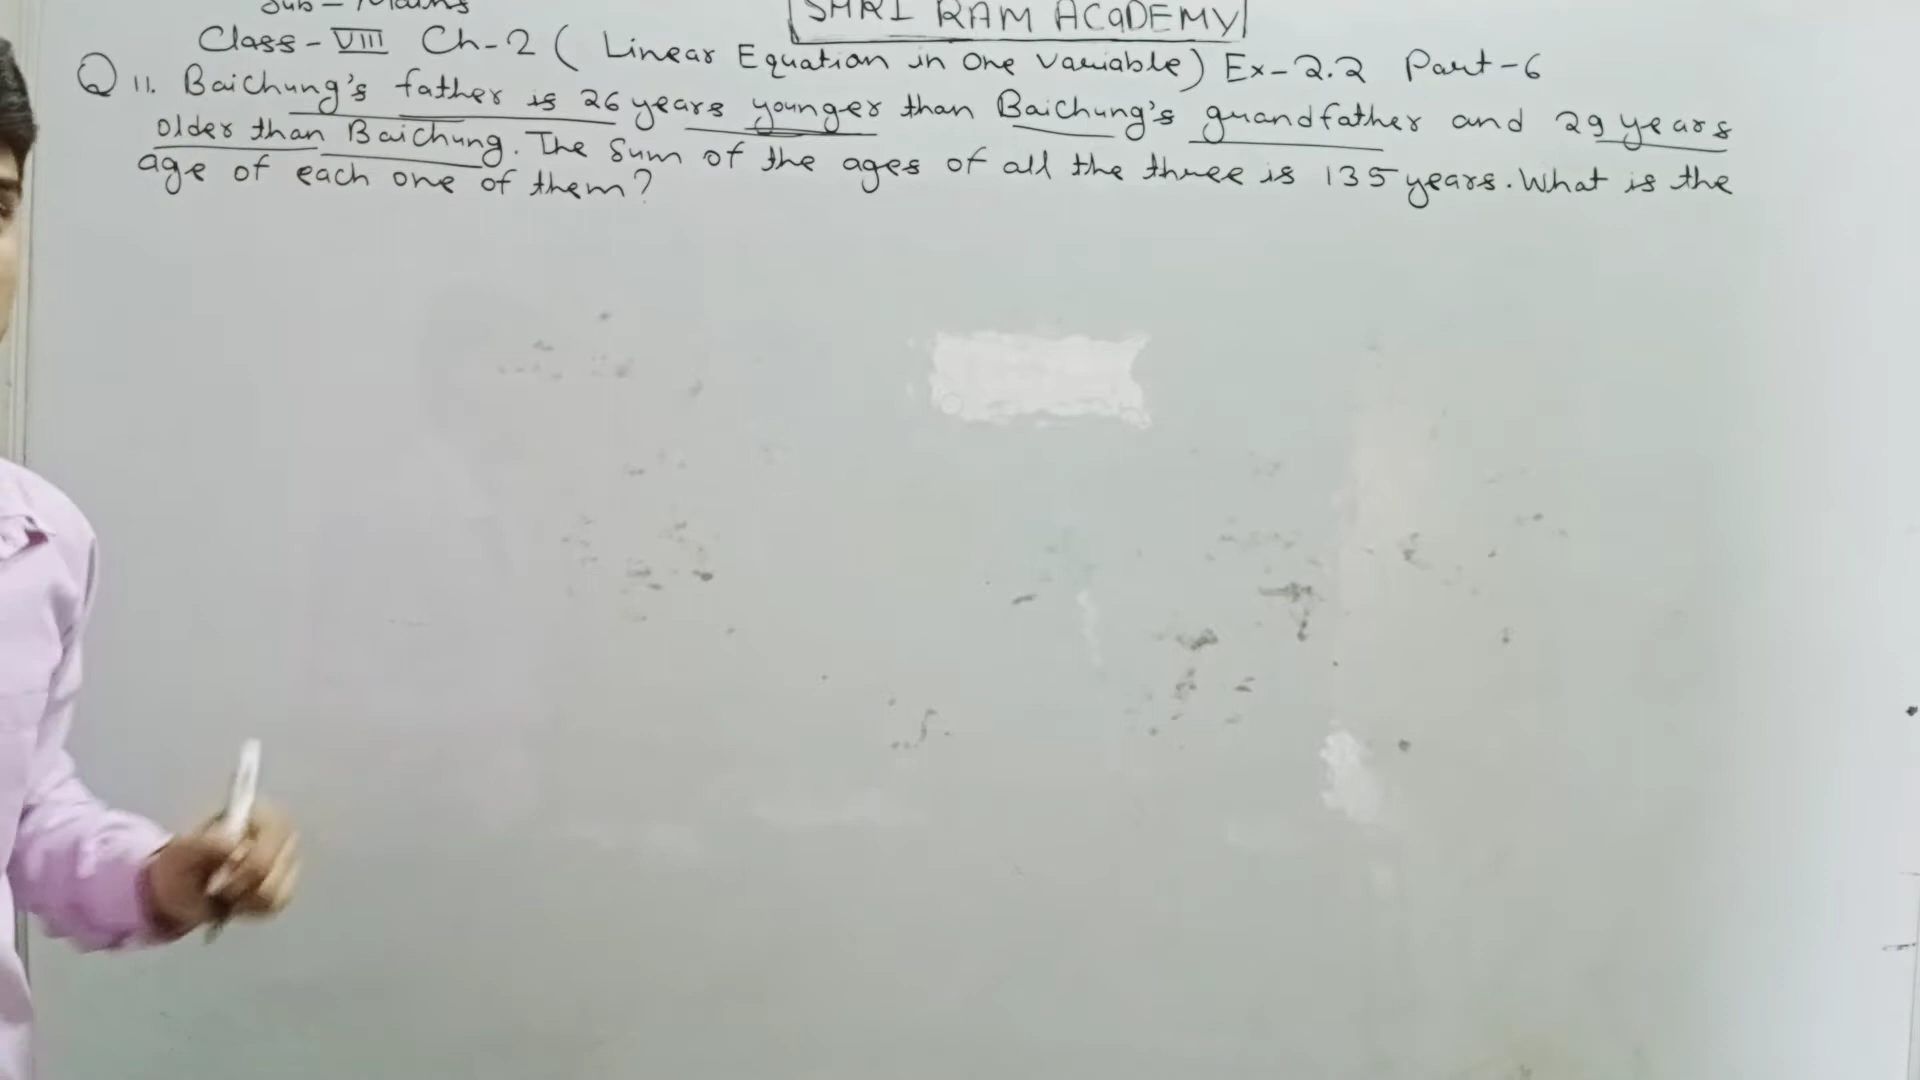 Sub - Maths
SHRI RAM ACADEMY
Class - VIII Ch-2 ( Linear Equation in One Variable) Ex-2.2 Part-6
Q 11. Baichung's father is 26 years younger than Baichung's grandfather and 29 years
older than Baichung. The Sum of the ages of all the three is 135 years. What is the
age of each one of them?